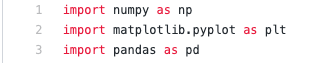 1 import numpy as np
2 import matplotlib.pyplot as plt
3 import pandas as pd